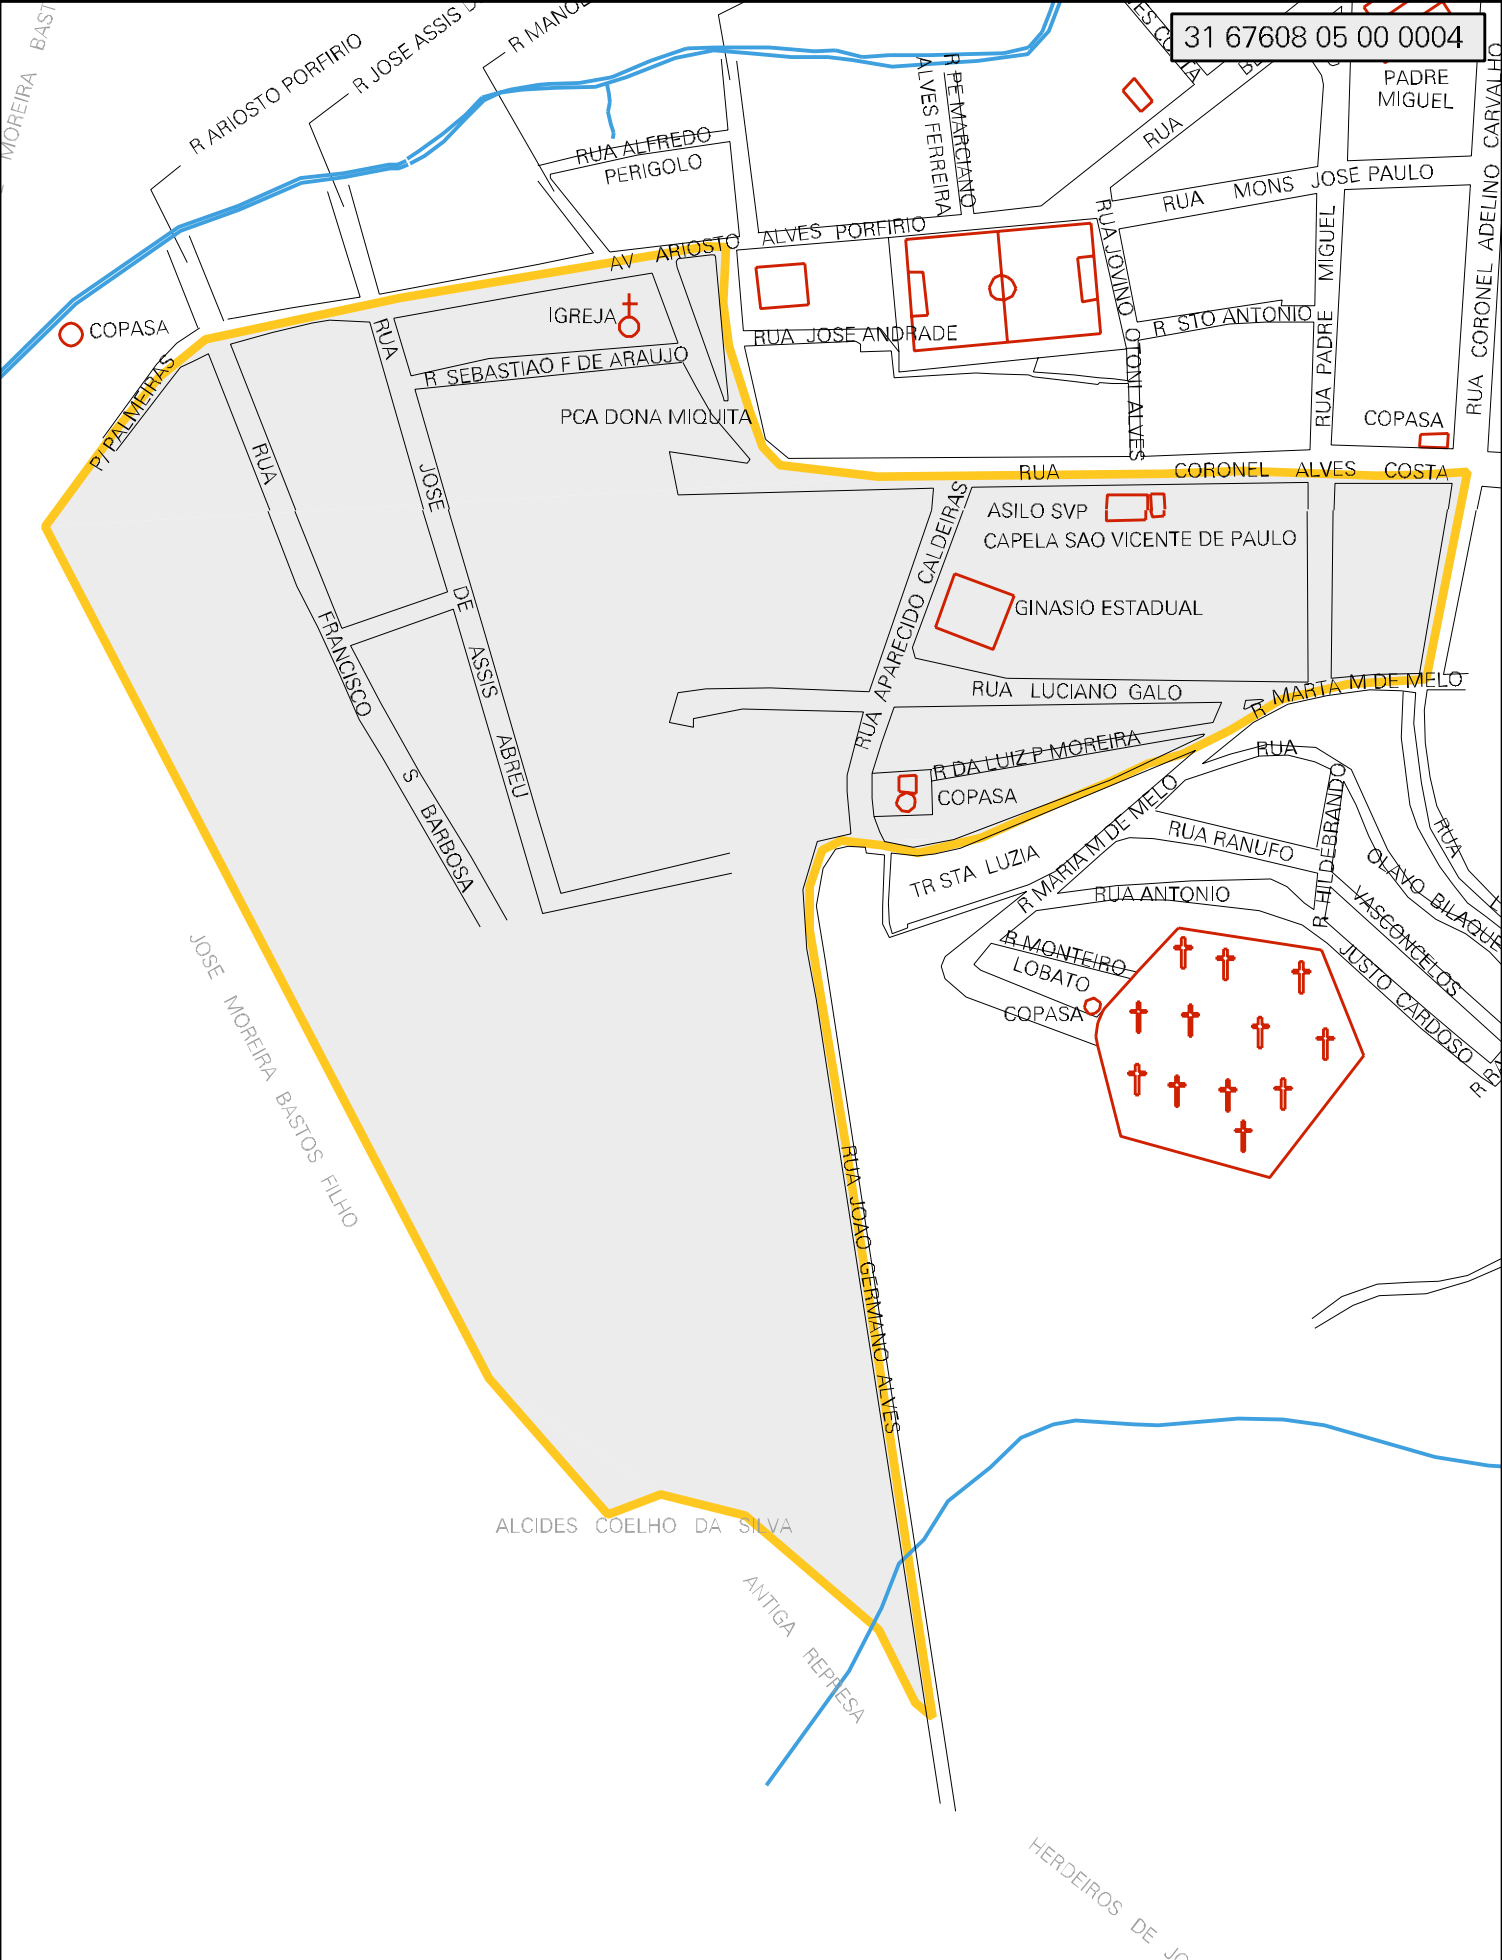 31 67608 05 00 0004
MOREIRA BAST
R ARIOSTO PORFIRIO
R JOSE ASSIS D
R MANOE
RUA ALFREDO
PERIGOLO
R PE MARCIANO
ALVES FERREIRA
RUA
PADRE
MIGUEL
RUA MONS JOSE PAULO
RUA CORONEL ADELINO CARVALHO
RUA PADRE MIGUEL
RUA JOVINO OTONI ALVES
R STO ANTONIO
AV ARIOSTO ALVES PORFIRIO
COPASA
IGREJA
RUA JOSE ANDRADE
R SEBASTIAO F DE ARAUJO
P/ PALMEIRAS
PCA DONA MIQUITA
COPASA
RUA CORONEL ALVES COSTA
RUA FRANCISCO S BARBOSA
RUA JOSE DE ASSIS ABREU
RUA APARECIDO CALDEIRAS
ASILO SVP
CAPELA SAO VICENTE DE PAULO
GINASIO ESTADUAL
RUA LUCIANO GALO
R MARTA M DE MELO
R DA LUIZ P MOREIRA
COPASA
RUA
RUA
R MARIA M DE MELO
RUA RANUFO
R HILDEBRANDO
OLAVO BILAQUE
VASCONCELOS
TR STA LUZIA
RUA ANTONIO
JUSTO CARDOSO
R MONTEIRO
LOBATO
COPASA
JOSE MOREIRA BASTOS FILHO
RUA JOAO GERMANO ALVES
ALCIDES COELHO DA SILVA
ANTIGA REPRESA
HERDEIROS DE JO